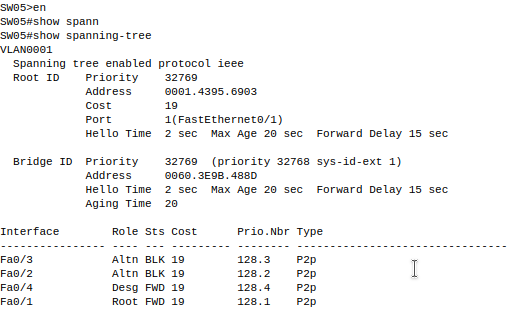 SW05>en
SW05#show spann
SW05#show spanning-tree
VLAN0001
  Spanning tree enabled protocol ieee
  Root ID    Priority    32769
             Address     0001.4395.6903
             Cost        19
             Port        1(FastEthernet0/1)
             Hello Time  2 sec  Max Age 20 sec  Forward Delay 15 sec

  Bridge ID  Priority    32769  (priority 32768 sys-id-ext 1)
             Address     0060.3E9B.488D
             Hello Time  2 sec  Max Age 20 sec  Forward Delay 15 sec
             Aging Time  20

Interface        Role Sts Cost      Prio.Nbr Type
---------------- ---- --- --------- -------- --------------------------------
Fa0/3            Altn BLK 19        128.3    P2p
Fa0/2            Altn BLK 19        128.2    P2p
Fa0/4            Desg FWD 19        128.4    P2p
Fa0/1            Root FWD 19        128.1    P2p